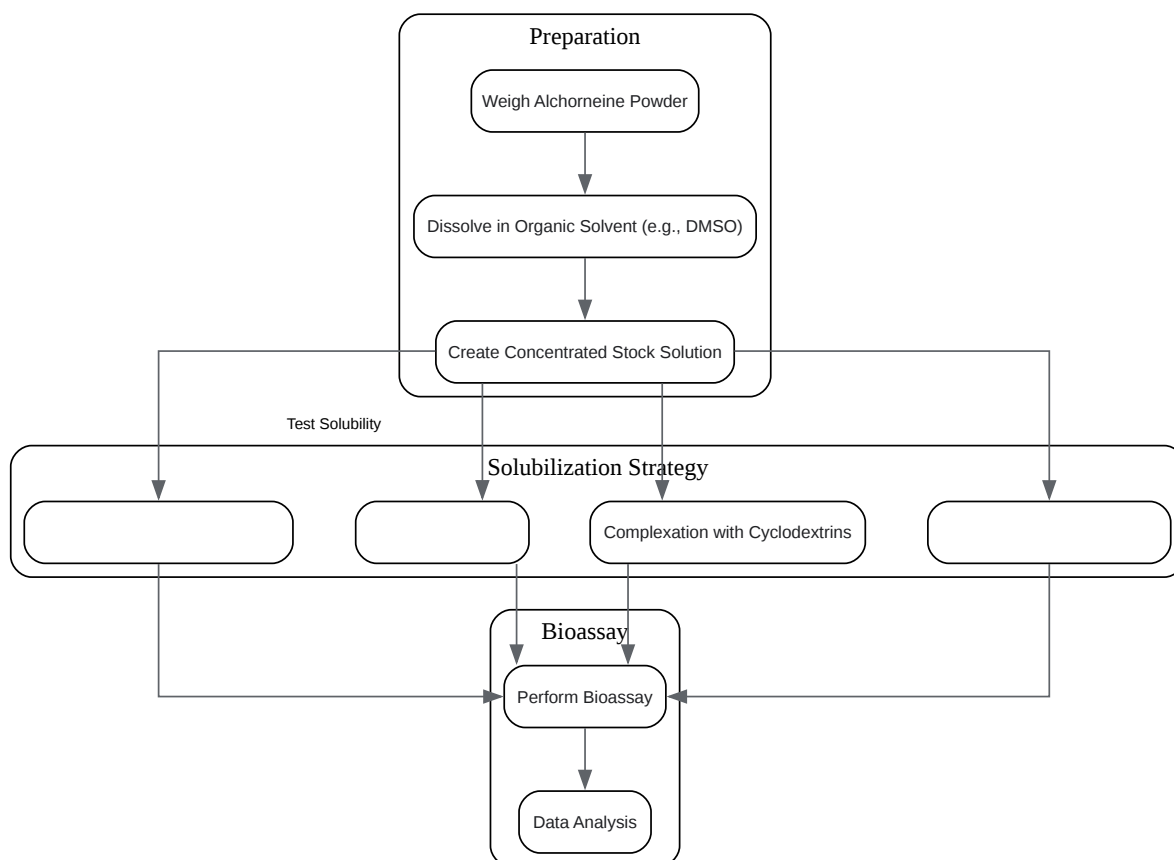 Preparation
Weigh Alchorneine Powder
Dissolve in Organic Solvent (e.g., DMSO)
Create Concentrated Stock Solution
Test Solubility
Solubilization Strategy
Complexation with Cyclodextrins
Bioassay
Perform Bioassay
Data Analysis